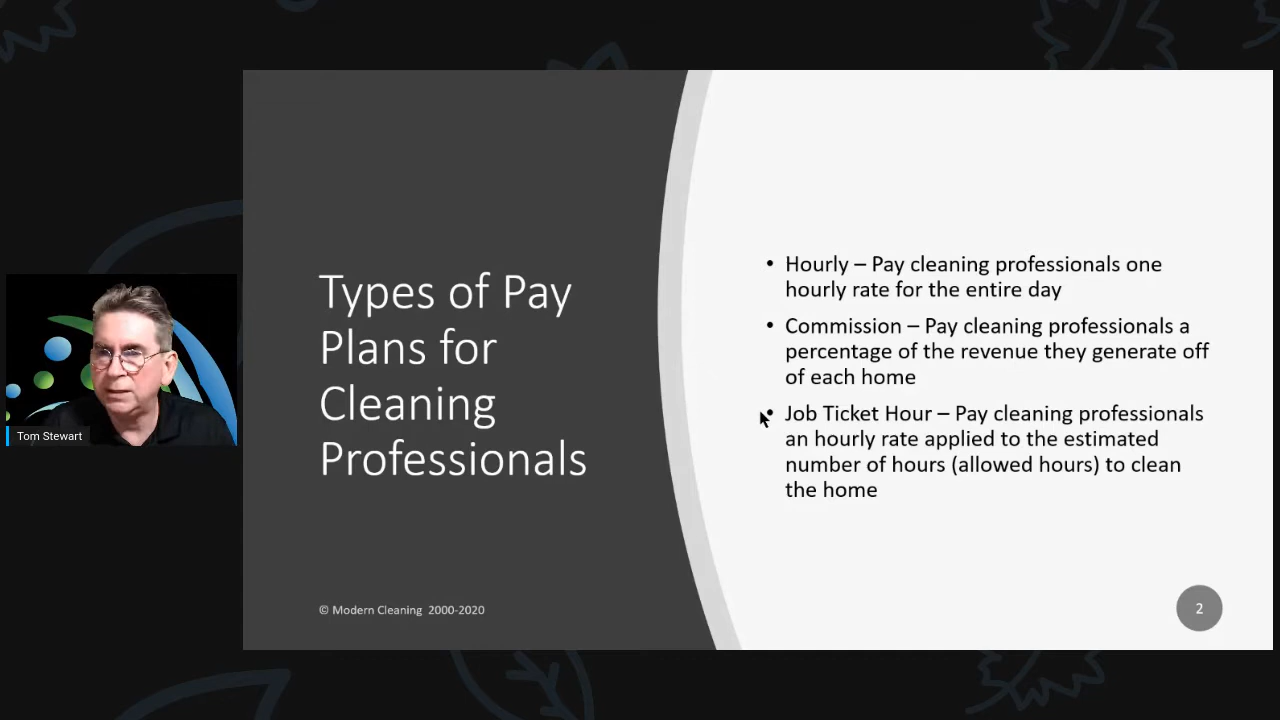 Types of Pay
Plans for
Cleaning
Professionals
• Hourly – Pay cleaning professionals one
hourly rate for the entire day
• Commission – Pay cleaning professionals a
percentage of the revenue they generate off
of each home
• Job Ticket Hour – Pay cleaning professionals
an hourly rate applied to the estimated
number of hours (allowed hours) to clean
the home
Tom Stewart
© Modern Cleaning 2000-2020
2